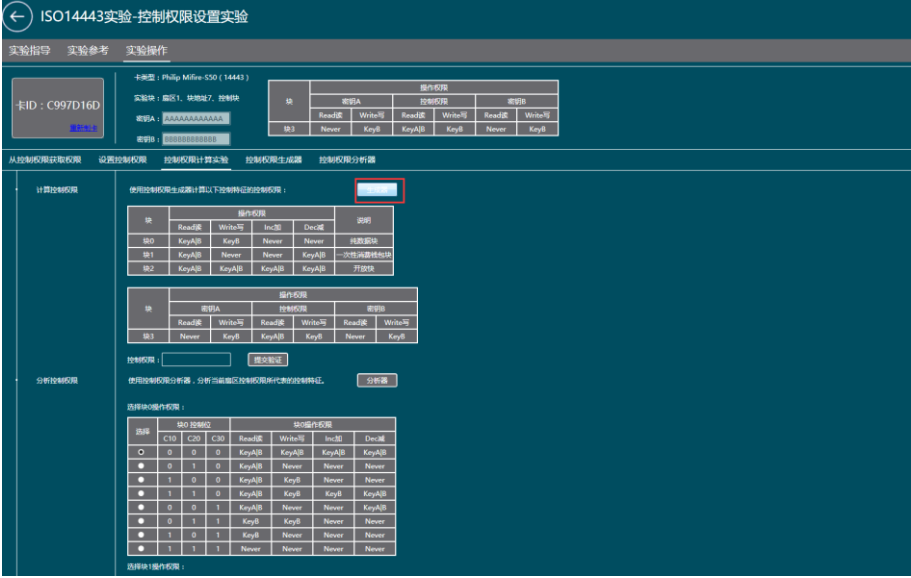 ISO14443实验-控制权限设置实验
实验指导 实验参考 实验操作
卡ID：C997D16D
重新寻卡
卡类型：Philip Mifire-S50 ( 14443 )
实验块：扇区1、块地址7、控制块
密钥A： AAAAAAAAAAAA
密钥B： BBBBBBBBBBBB
块 操作权限
密钥A 控制权限 密钥B
Read读 Write写 Read读 Write写 Read读 Write写
块3 Never KeyB KeyA|B KeyB Never KeyB
从控制权限获取权限 设置控制权限 控制权限计算实验 控制权限生成器 控制权限分析器
计算控制权限
使用控制权限生成器计算以下控制特征的控制权限：
块 操作权限 说明
Read读 Write写 Inc加 Dec减
块0 KeyA|B KeyB Never Never 纯数据块
块1 KeyA|B Never Never KeyA|B 一次性消费钱包块
块2 KeyA|B KeyA|B KeyA|B KeyA|B 开放块
块 操作权限
密钥A 控制权限 密钥B
Read读 Write写 Read读 Write写 Read读 Write写
块3 Never KeyB KeyA|B KeyB Never KeyB
控制权限： 提交验证
分析控制权限
使用控制权限分析器，分析当前扇区控制权限所代表的控制特征。 分析器
选择块0操作权限：
选择 块0 控制位 块0操作权限
C10 C20 C30 Read读 Write写 Inc加 Dec减
0 0 0 KeyA|B KeyA|B KeyA|B KeyA|B
0 1 0 KeyA|B Never Never Never
1 0 0 KeyA|B KeyB Never Never
1 1 0 KeyA|B KeyB KeyB KeyA|B
0 0 1 KeyA|B Never Never KeyA|B
0 1 1 KeyB KeyB Never Never
1 0 1 KeyB Never Never Never
1 1 1 Never Never Never Never
选择块1操作权限：